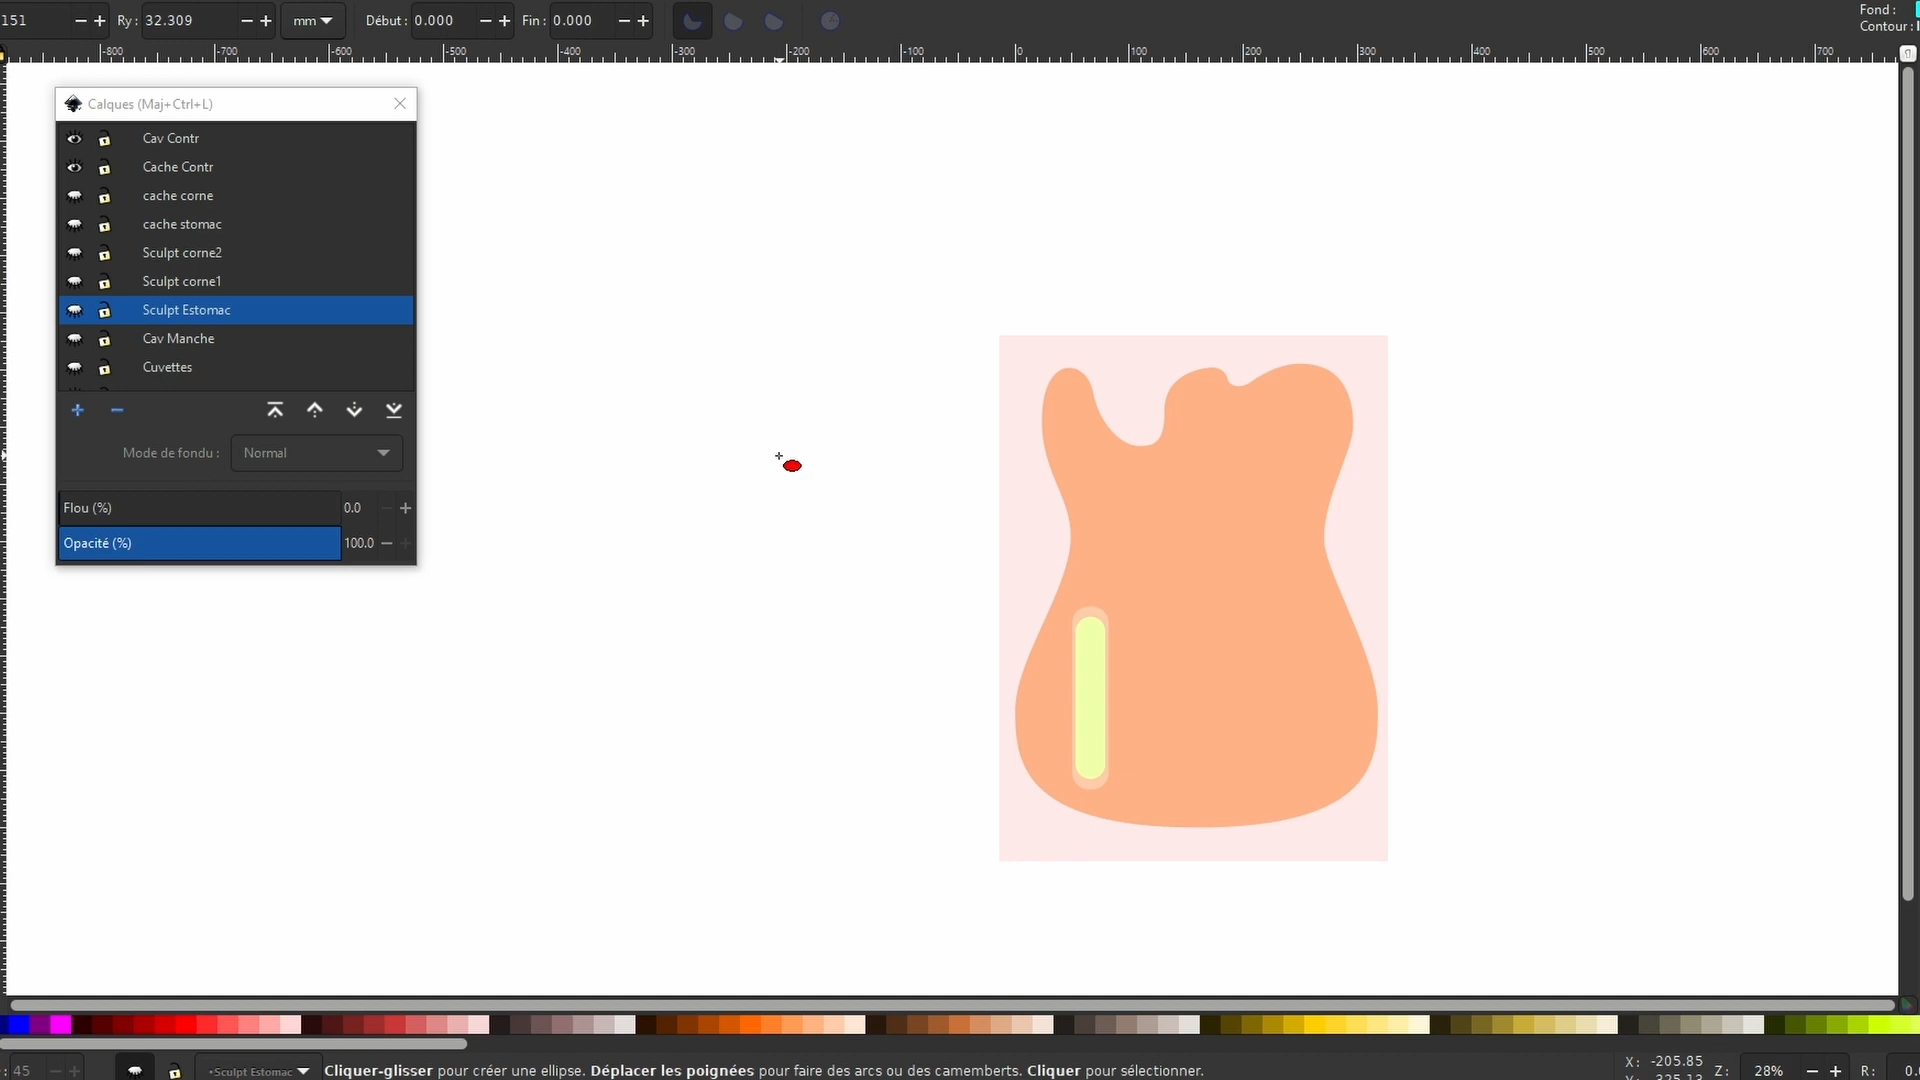 151
Ry : 32.309
mm
Début : 0.000
Fin : 0.000
Fond :
Contour :
-800 -700 -600 -500 -400 -300 -200 -100 0 100 200 300 400 500 600 700
Calques (Maj+Ctrl+L)
Cav Contr
Cache Contr
cache corne
cache stomac
Sculpt corne2
Sculpt corne1
Sculpt Estomac
Cav Manche
Cuvettes
Mode de fondu : Normal
Flou (%) 0.0
Opacité (%) 100.0
: 45
•Sculpt Estomac
Cliquer-glisser pour créer une ellipse. Déplacer les poignées pour faire des arcs ou des camemberts. Cliquer pour sélectionner.
X: -205.85
Z: 28%
R: 0.